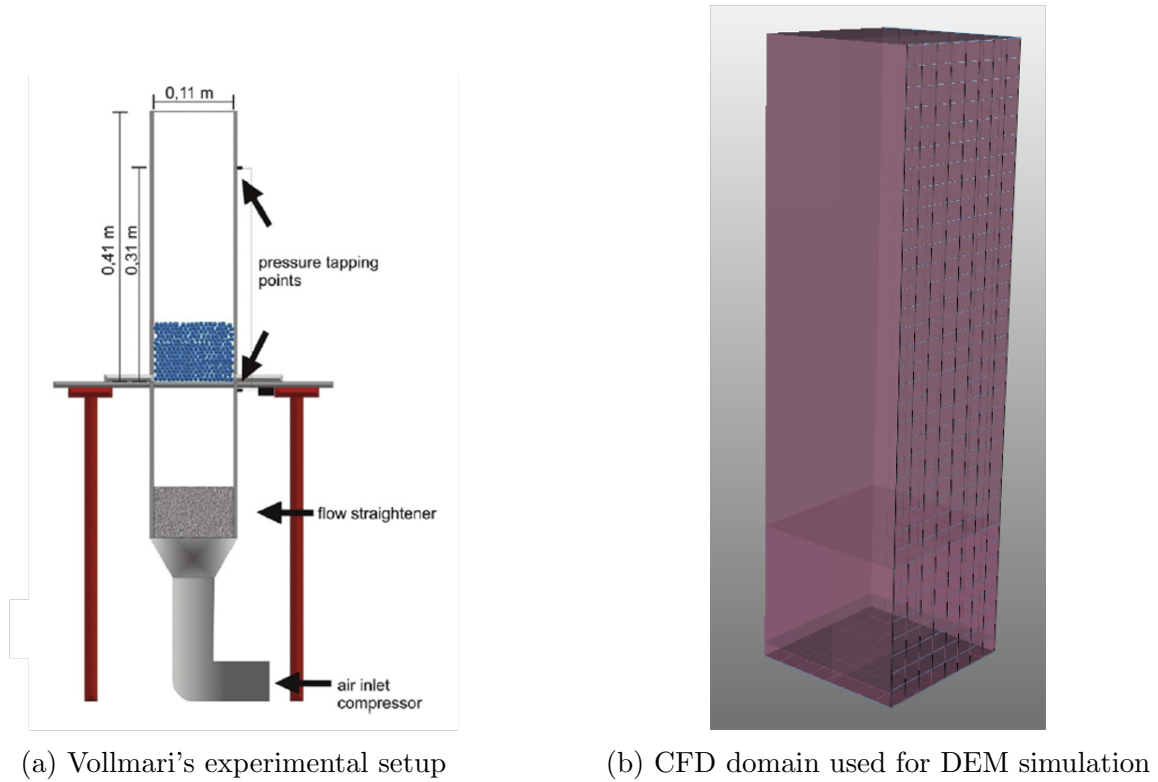 0,11 m
0,41 m
0,31 m
pressure tapping
points
flow straightener
air inlet
compressor
(a) Vollmari's experimental setup
(b) CFD domain used for DEM simulation